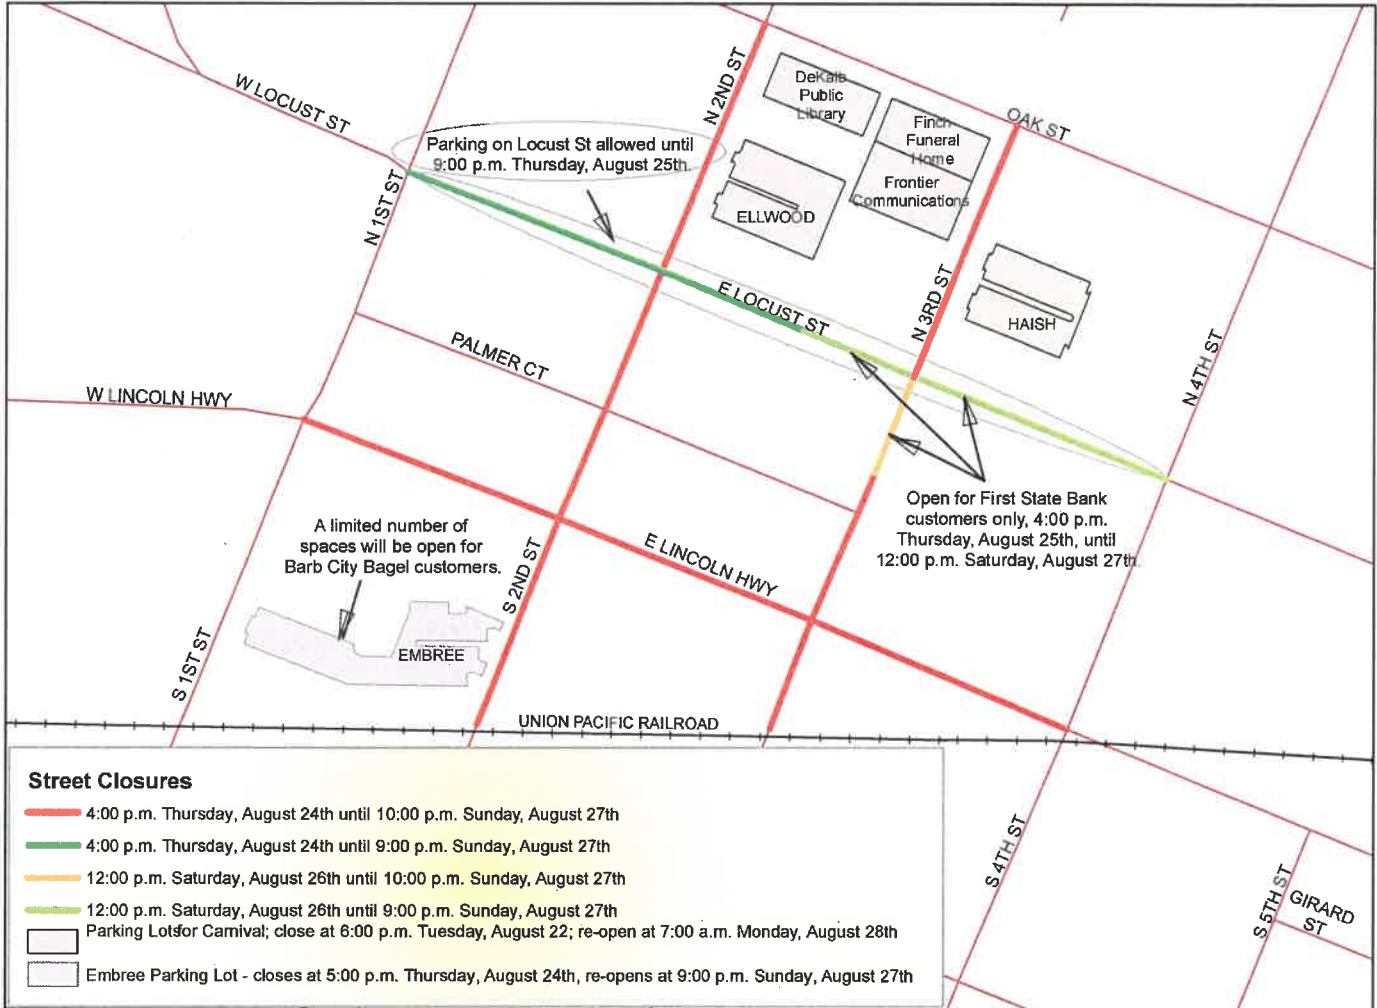 W LOCUST ST
N 2ND ST
DeKalb
Public
Library
Finch
Funeral
Home
OAK ST
Parking on Locust St allowed until
9:00 p.m. Thursday, August 25th.
Frontier
Communications
ELLWOOD
N 1ST ST
E LOCUST ST
N 3RD ST
HAISH
PALMER CT
N 4TH ST
W LINCOLN HWY
Open for First State Bank
customers only, 4:00 p.m.
Thursday, August 25th, until
12:00 p.m. Saturday, August 27th.
A limited number of
spaces will be open for
Barb City Bagel customers.
E LINCOLN HWY
S 2ND ST
S 1ST ST
EMBREE
UNION PACIFIC RAILROAD
Street Closures
4:00 p.m. Thursday, August 24th until 10:00 p.m. Sunday, August 27th
4:00 p.m. Thursday, August 24th until 9:00 p.m. Sunday, August 27th
12:00 p.m. Saturday, August 26th until 10:00 p.m. Sunday, August 27th
12:00 p.m. Saturday, August 26th until 9:00 p.m. Sunday, August 27th
Parking Lotsfor Carnival; close at 6:00 p.m. Tuesday, August 22; re-open at 7:00 a.m. Monday, August 28th
Embree Parking Lot - closes at 5:00 p.m. Thursday, August 24th, re-opens at 9:00 p.m. Sunday, August 27th
S 4TH ST
S 5TH ST
GIRARD
ST